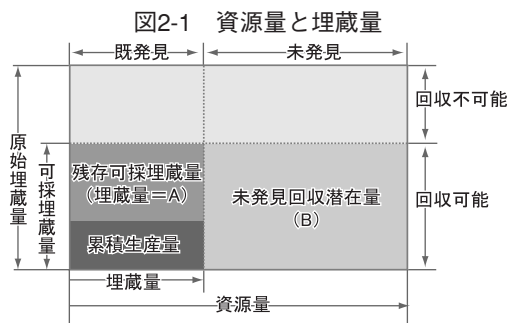 図2-1 資源量と埋蔵量
既発見
未発見
回収不可能
原始埋蔵量
可採埋蔵量
残存可採埋蔵量
（埋蔵量＝A）
未発見回収潜在量
（B）
回収可能
累積生産量
埋蔵量
資源量